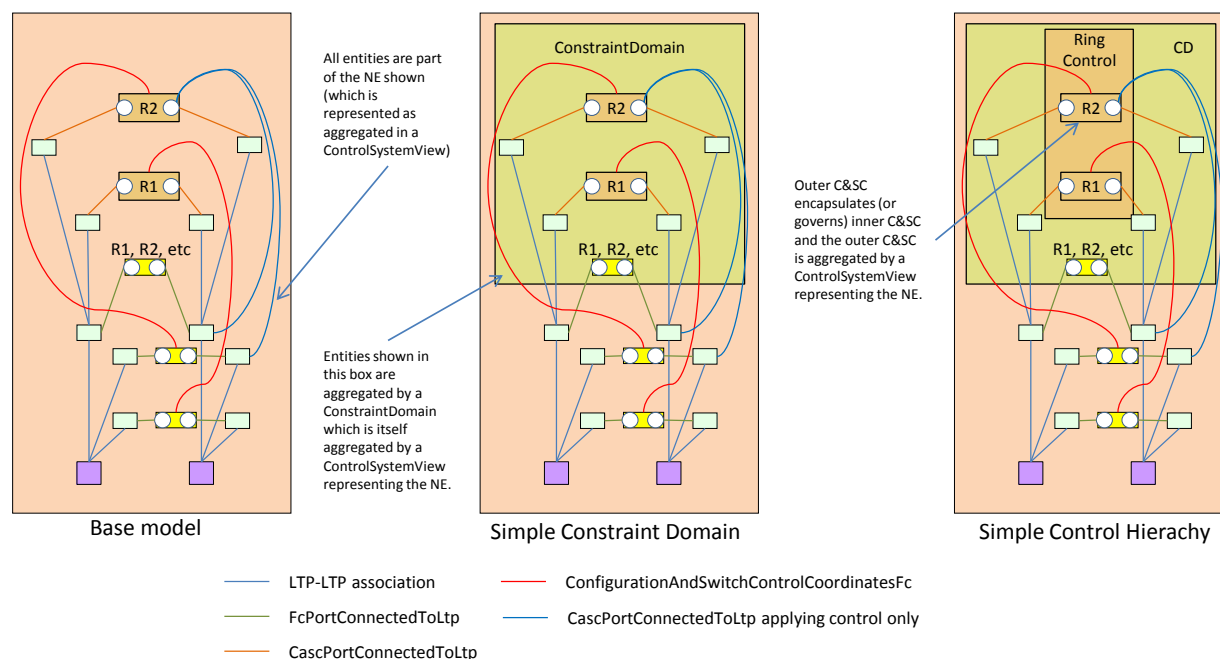 All entities are part
of the NE shown
(which is
represented as
aggregated in a
ControlSystemView)
R2
R1
R1, R2, etc
Base model
Entities shown in
this box are
aggregated by a
ConstraintDomain
which is itself
aggregated by a
ControlSystemView
representing the NE.
ConstraintDomain
R2
R1
R1, R2, etc
Simple Constraint Domain
Outer C&SC
encapsulates (or
governs) inner C&SC
and the outer C&SC
is aggregated by a
ControlSystemView
representing the NE.
Ring
Control
CD
R2
R1
R1, R2, etc
Simple Control Hierachy
LTP-LTP association
FcPortConnectedToLtp
CascPortConnectedToLtp
ConfigurationAndSwitchControlCoordinatesFc
CascPortConnectedToLtp applying control only